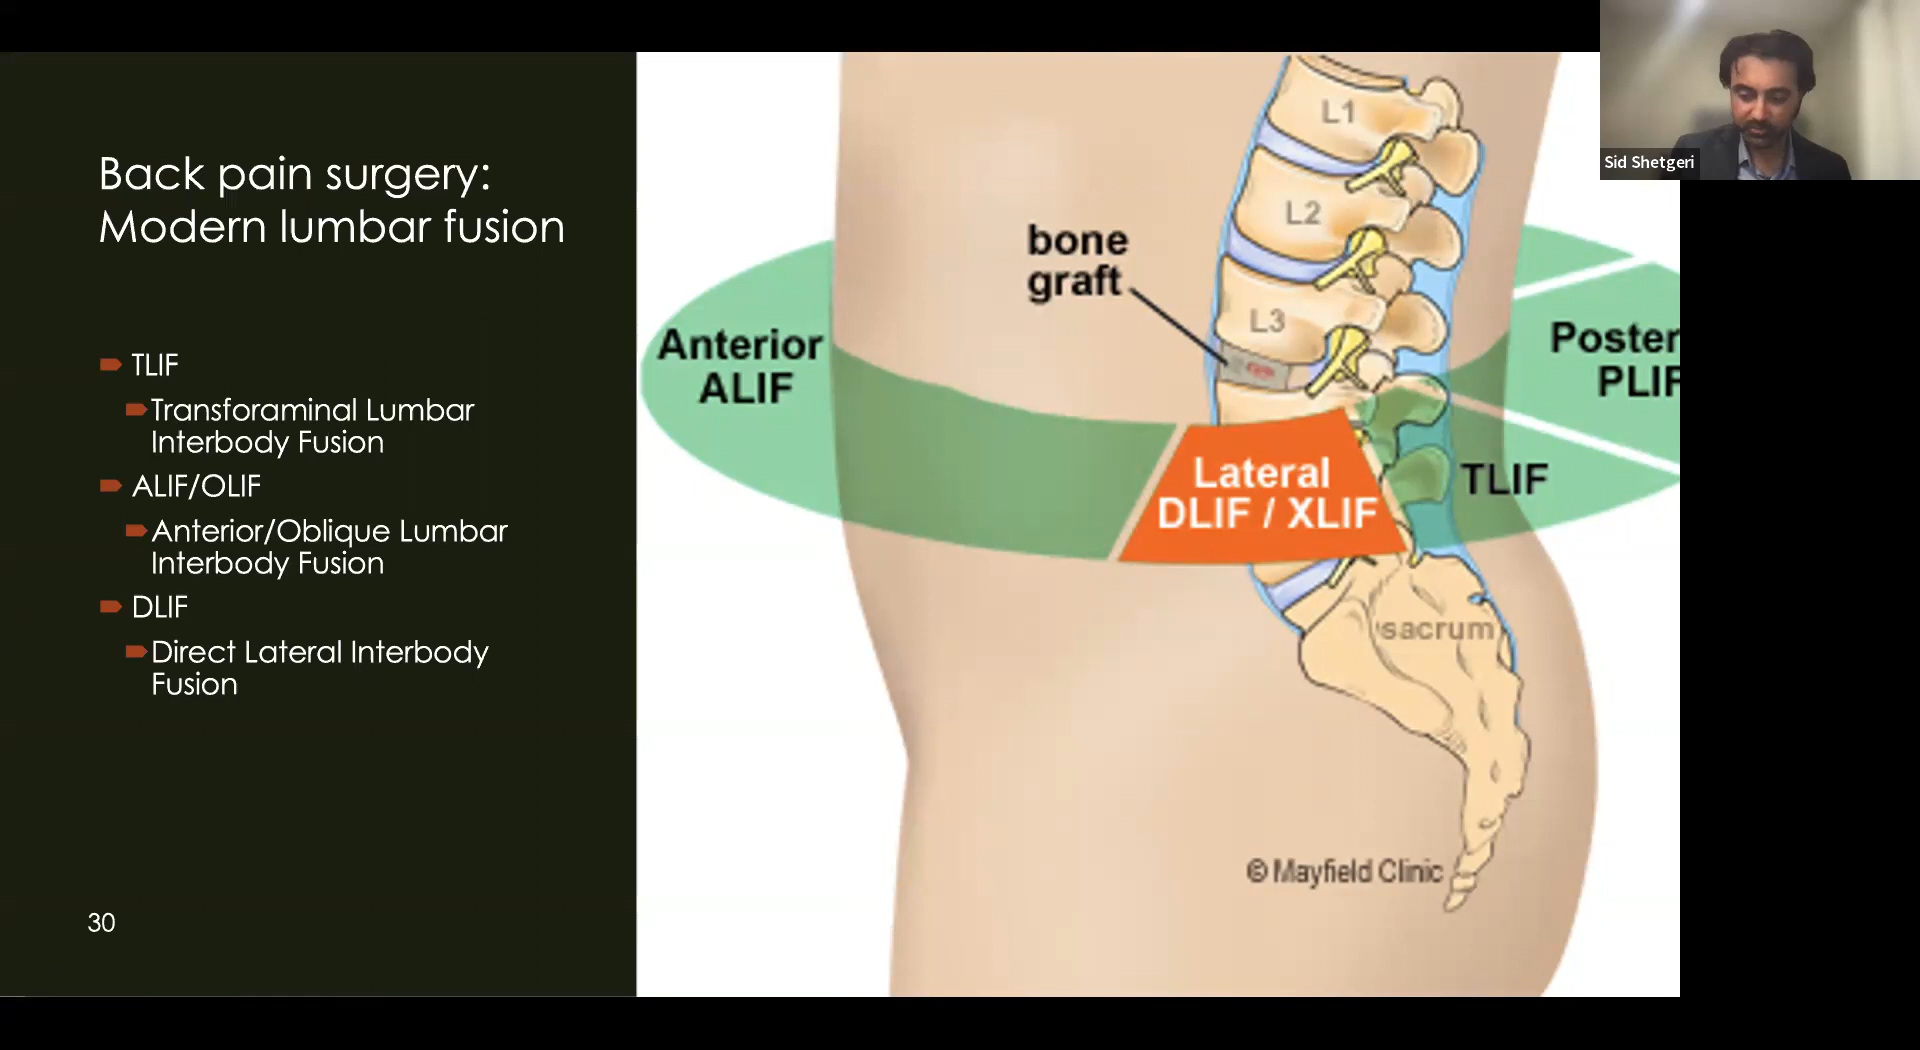 Back pain surgery:
Modern lumbar fusion
TLIF
Transforaminal Lumbar
Interbody Fusion
ALIF/OLIF
Anterior/Oblique Lumbar
Interbody Fusion
DLIF
Direct Lateral Interbody
Fusion
30
L1
L2
bone
graft
L3
Anterior
ALIF
Poster
PLIF
Lateral
DLIF / XLIF
TLIF
sacrum
© Mayfield Clinic
Sid Shetgeri